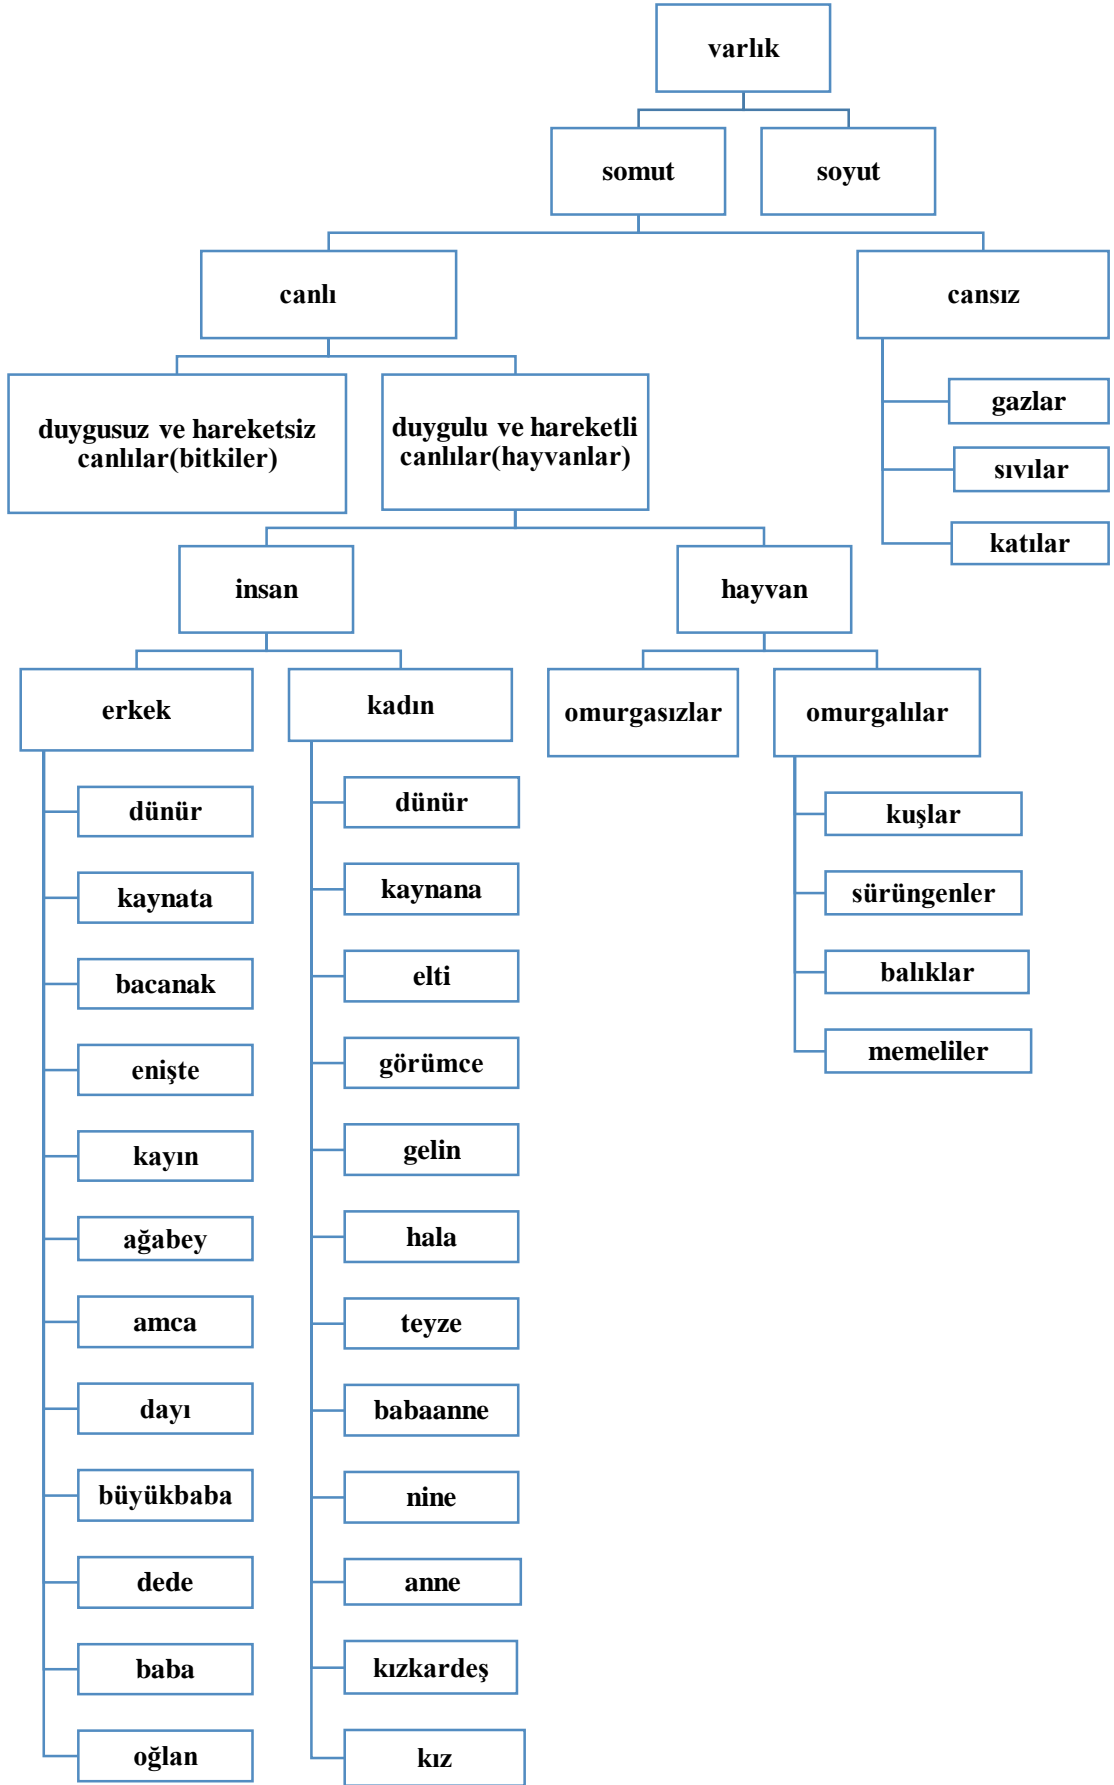 varlık
somut
soyut
canlı
cansız
duygusuz ve hareketsiz
canlılar(bitkiler)
duygulu ve hareketli
canlılar(hayvanlar)
gazlar
sıvılar
katılar
insan
hayvan
erkek
kadın
omurgasızlar
omurgalılar
dünür
kaynata
bacanak
enişte
kayın
ağabey
amca
dayı
büyükbaba
dede
baba
oğlan
dünür
kaynana
elti
görümce
gelin
hala
teyze
babaanne
nine
anne
kızkardeş
kız
kuşlar
sürüngenler
balıklar
memeliler